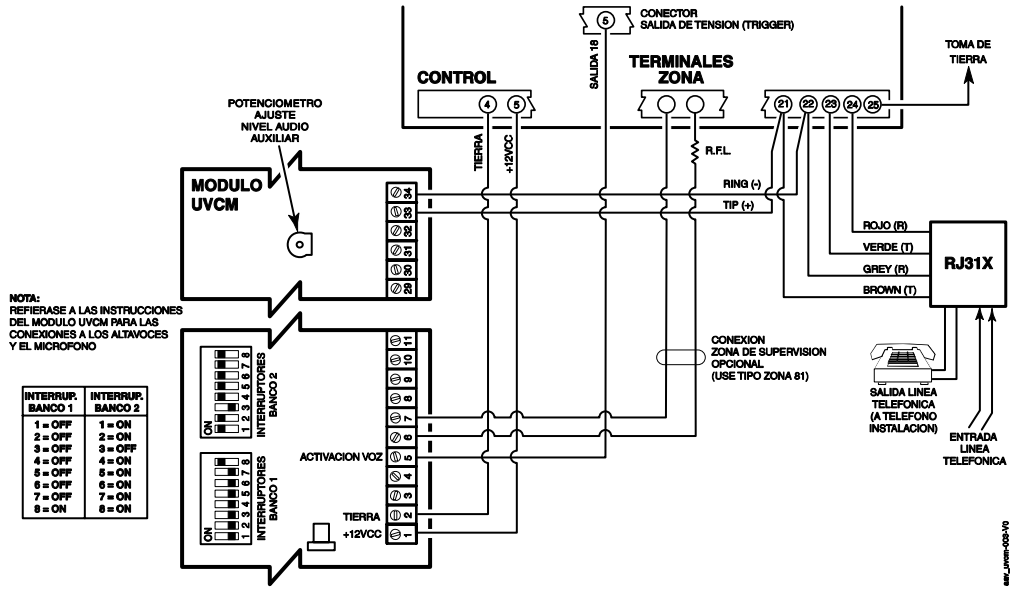 CONECTOR
SALIDA DE TENSION (TRIGGER)
5
SALIDA 18
TERMINALES
ZONA
CONTROL
4
5
TIERRA
+12VCC
21
22
23
24
25
TOMA DE
TIERRA
R.F.L.
POTENCIOMETRO
AJUSTE
NIVEL AUDIO
AUXILIAR
MODULO
UVCM
34
33
32
31
30
29
RING (-)
TIP (+)
ROJO (R)
VERDE (T)
GREY (R)
BROWN (T)
RJ31X
NOTA:
REFIERASE A LAS INSTRUCCIONES
DEL MODULO UVCM PARA LAS
CONEXIONES A LOS ALTAVOCES
Y EL MICROFONO
INTERRUP.
BANCO 1
INTERRUP.
BANCO 2
1 = OFF
1 = ON
2 = OFF
2 = ON
3 = OFF
3 = OFF
4 = OFF
4 = ON
5 = OFF
5 = ON
6 = OFF
6 = ON
7 = OFF
7 = ON
8 = ON
8 = ON
ON
1 2 3 4 5 6 7 8
INTERRUPTORES
BANCO 2
ON
1 2 3 4 5 6 7 8
INTERRUPTORES
BANCO 1
11
10
9
8
7
6
5
4
3
2
1
ACTIVACION VOZ
TIERRA
+12VCC
CONEXION
ZONA DE SUPERVISION
OPCIONAL
(USE TIPO ZONA 81)
SALIDA LINEA
TELEFONICA
(A TELEFONO
INSTALACION)
ENTRADA
LINEA
TELEFONICA